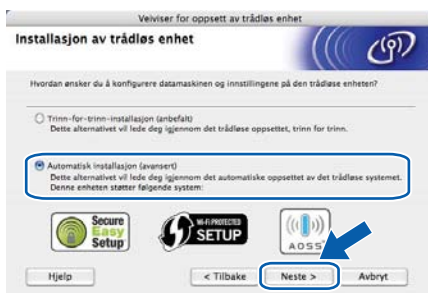 Veiviser for oppsett av trådløs enhet
Installasjon av trådløs enhet
Hvordan ønsker du å konfigurere datamaskinen og innstillingene på den trådløse enheten?
Trinn-for-trinn-installasjon (anbefalt)
Dette alternativet vil lede deg igjennom det trådløse oppsettet, trinn for trinn.
Automatisk installasjon (avansert)
Dette alternativet vil lede deg igjennom det automatiske oppsettet av det trådløse systemet.
Denne enheten støtter følgende system:
Secure
Easy
Setup
WI-FI PROTECTED
SETUP
AOSS
Hjelp
< Tilbake
Neste >
Avbryt